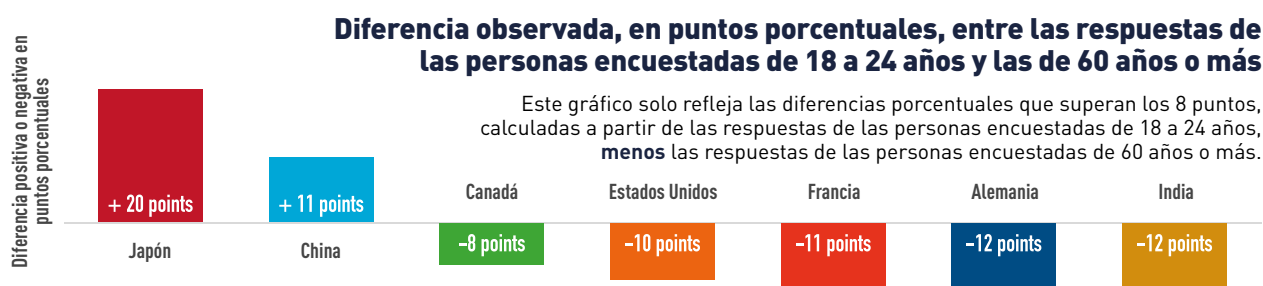 Diferencia observada, en puntos porcentuales, entre las respuestas de
las personas encuestadas de 18 a 24 años y las de 60 años o más
Este gráfico solo refleja las diferencias porcentuales que superan los 8 puntos,
calculadas a partir de las respuestas de las personas encuestadas de 18 a 24 años,
menos las respuestas de las personas encuestadas de 60 años o más.
Diferencia positiva o negativa en
puntos porcentuales
Canadá
Estados Unidos
Francia
Alemania
India
+ 20 points
+ 11 points
–8 points
–10 points
–11 points
–12 points
–12 points
Japón
China